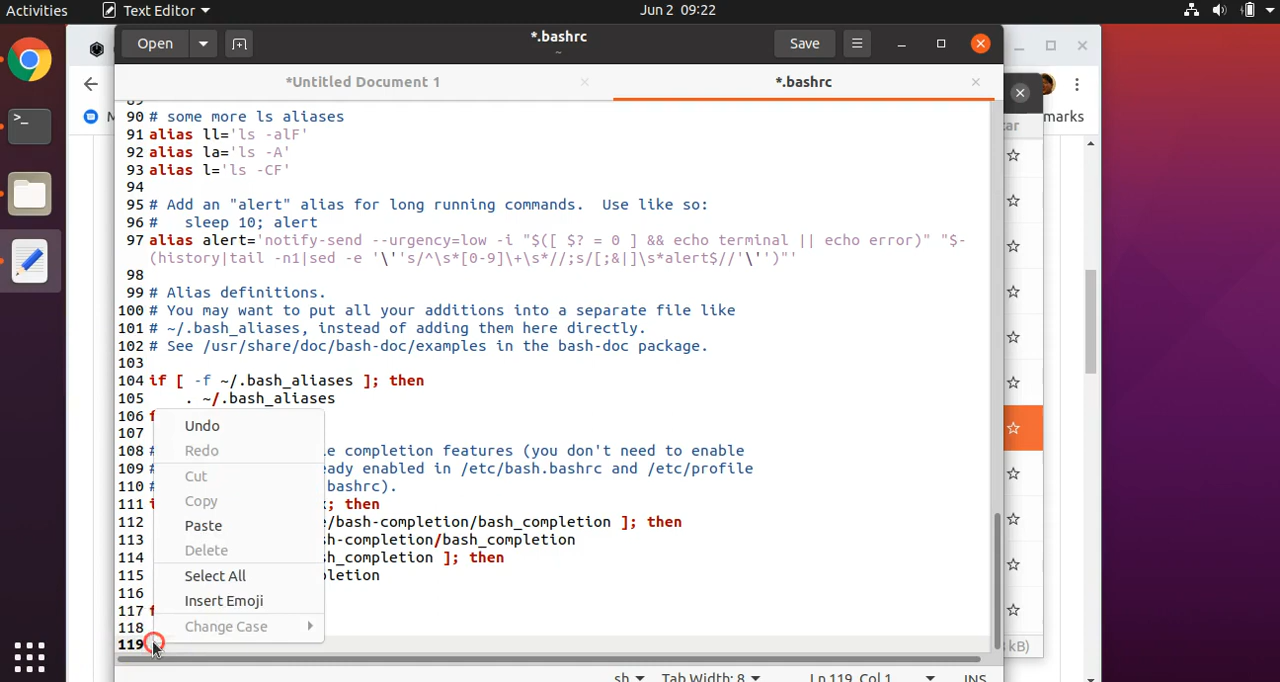 Activities Text Editor Jun 2 09:22
Open *.bashrc Save
~
*Untitled Document 1 *.bashrc
90 # some more ls aliases
91 alias ll='ls -alF'
92 alias la='ls -A'
93 alias l='ls -CF'
94
95 # Add an "alert" alias for long running commands.  Use like so:
96 #   sleep 10; alert
97 alias alert='notify-send --urgency=low -i "$([ $? = 0 ] && echo terminal || echo error)" "$-
(history|tail -n1|sed -e '\''s/^\s*[0-9]\+\s*//;s/[;&|]\s*alert$//'\'')"'
98
99 # Alias definitions.
100 # You may want to put all your additions into a separate file like
101 # ~/.bash_aliases, instead of adding them here directly.
102 # See /usr/share/doc/bash-doc/examples in the bash-doc package.
103
104 if [ -f ~/.bash_aliases ]; then
105     . ~/.bash_aliases
106 f
107
108 # e completion features (you don't need to enable
109 # ady enabled in /etc/bash.bashrc and /etc/profile
110 # bashrc).
111 ; then
112 /bash-completion/bash_completion ]; then
113 h-completion/bash_completion
114 h_completion ]; then
115 letion
116
117 f
118
119
Undo
Redo
Cut
Copy
Paste
Delete
Select All
Insert Emoji
Change Case
sh Tab Width: 8 Ln 119, Col 1 INS
marks
ar
kB)